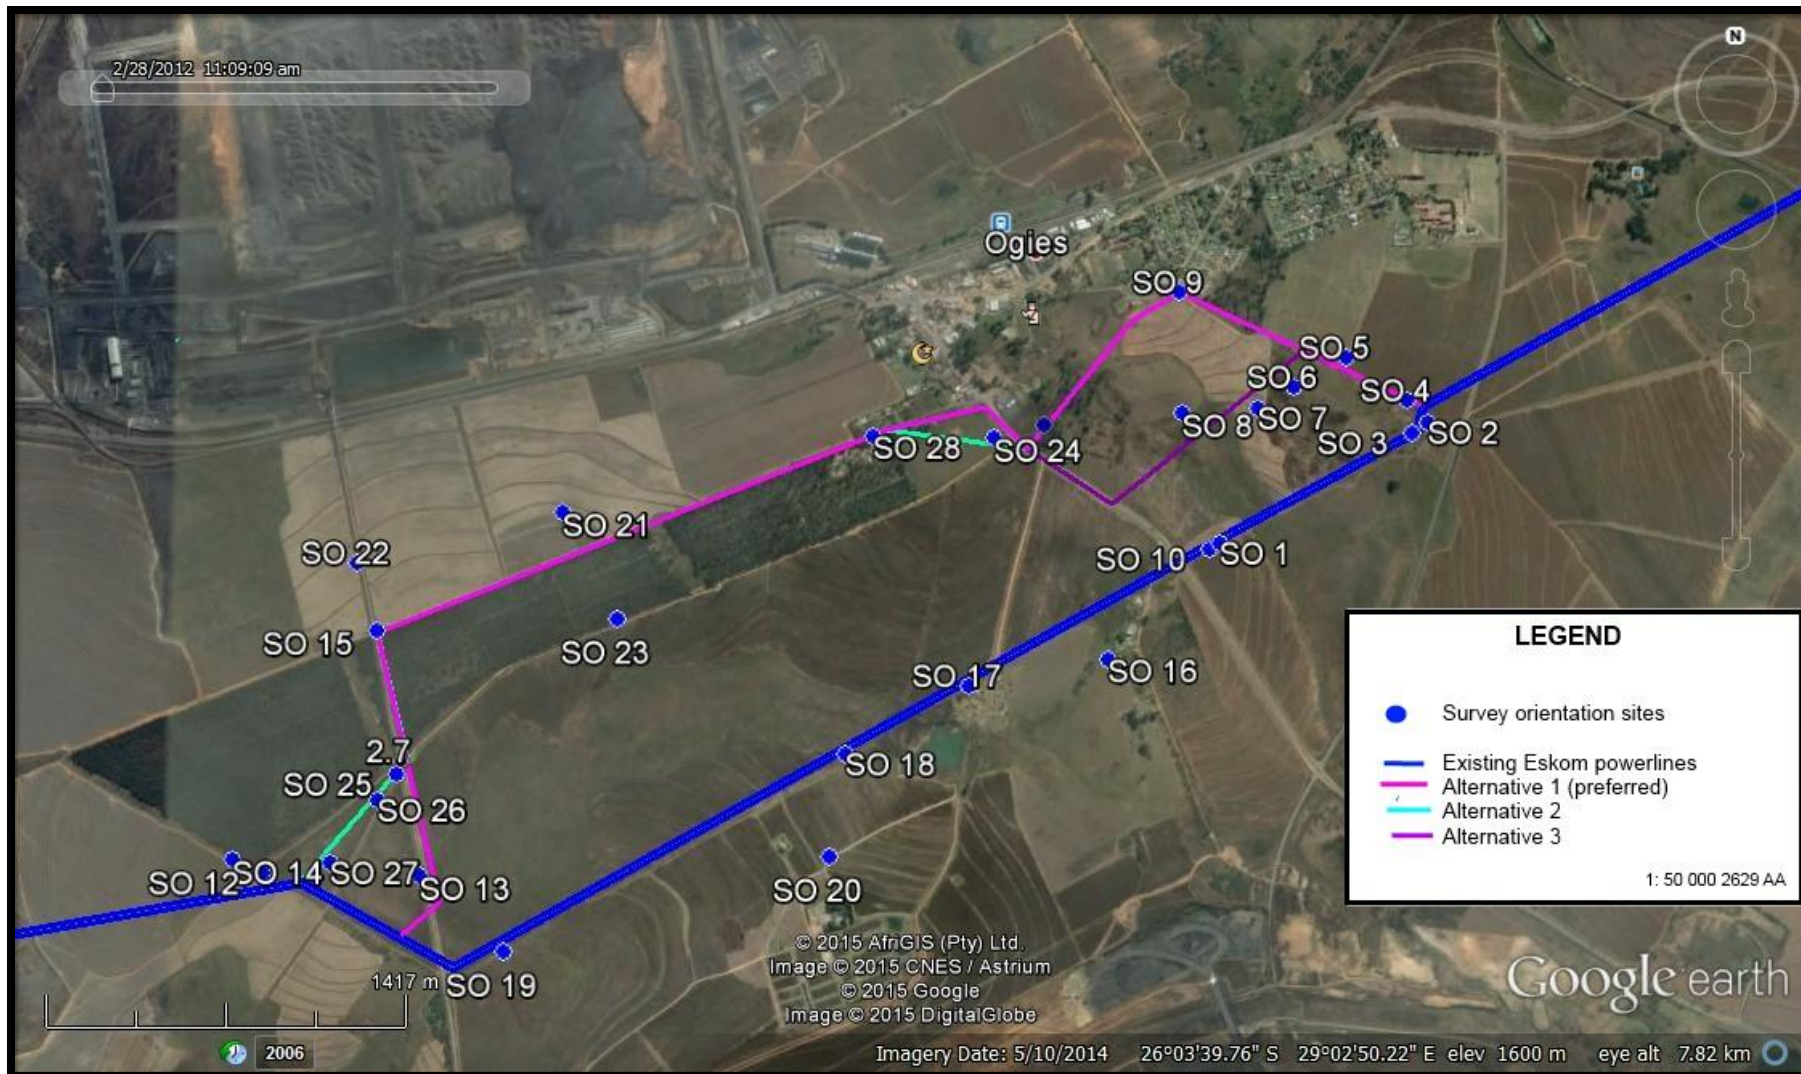 2/28/2012 11:09:09 am
N
Ogies
SO 9
SO 5
SO 6
SO 4
SO 7
SO 8
SO 3
SO 2
SO 28
SO 24
SO 21
SO 22
SO 10
SO 1
SO 15
SO 23
SO 16
SO 17
2.7
SO 18
SO 25
SO 26
SO 12
SO 14
SO 27
SO 13
SO 20
SO 19
LEGEND
Survey orientation sites
Existing Eskom powerlines
Alternative 1 (preferred)
Alternative 2
Alternative 3
1: 50 000 2629 AA
1417 m
© 2015 AfriGIS (Pty) Ltd.
Image © 2015 CNES / Astrium
© 2015 Google
Image © 2015 DigitalGlobe
Google earth
2006
Imagery Date: 5/10/2014 26°03'39.76" S 29°02'50.22" E elev 1600 m eye alt 7.82 km